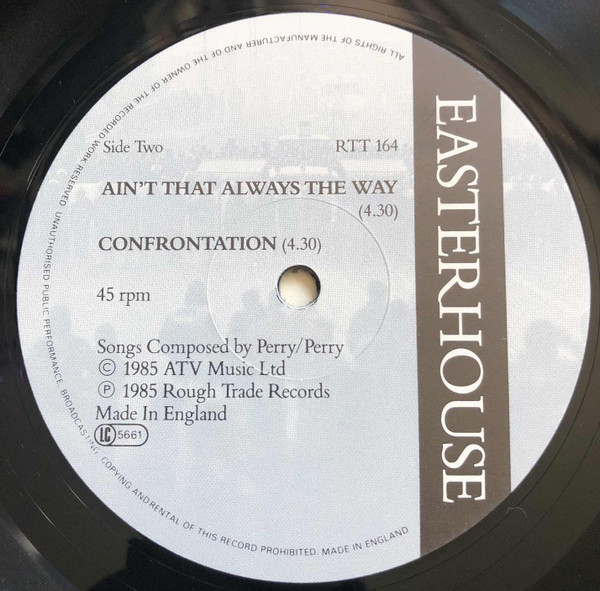 ALL RIGHTS OF THE MANUFACTURER AND OF THE OWNER OF THE RECORDED WORK RESERVED. UNAUTHORISED PUBLIC PERFORMANCE, BROADCASTING, COPYING AND RENTAL OF THIS RECORD PROHIBITED. MADE IN ENGLAND
Side Two RTT 164
AIN'T THAT ALWAYS THE WAY
(4.30)
CONFRONTATION (4.30)
45 rpm
Songs Composed by Perry/Perry
© 1985 ATV Music Ltd
℗ 1985 Rough Trade Records
Made In England
LC 5661
EASTERHOUSE